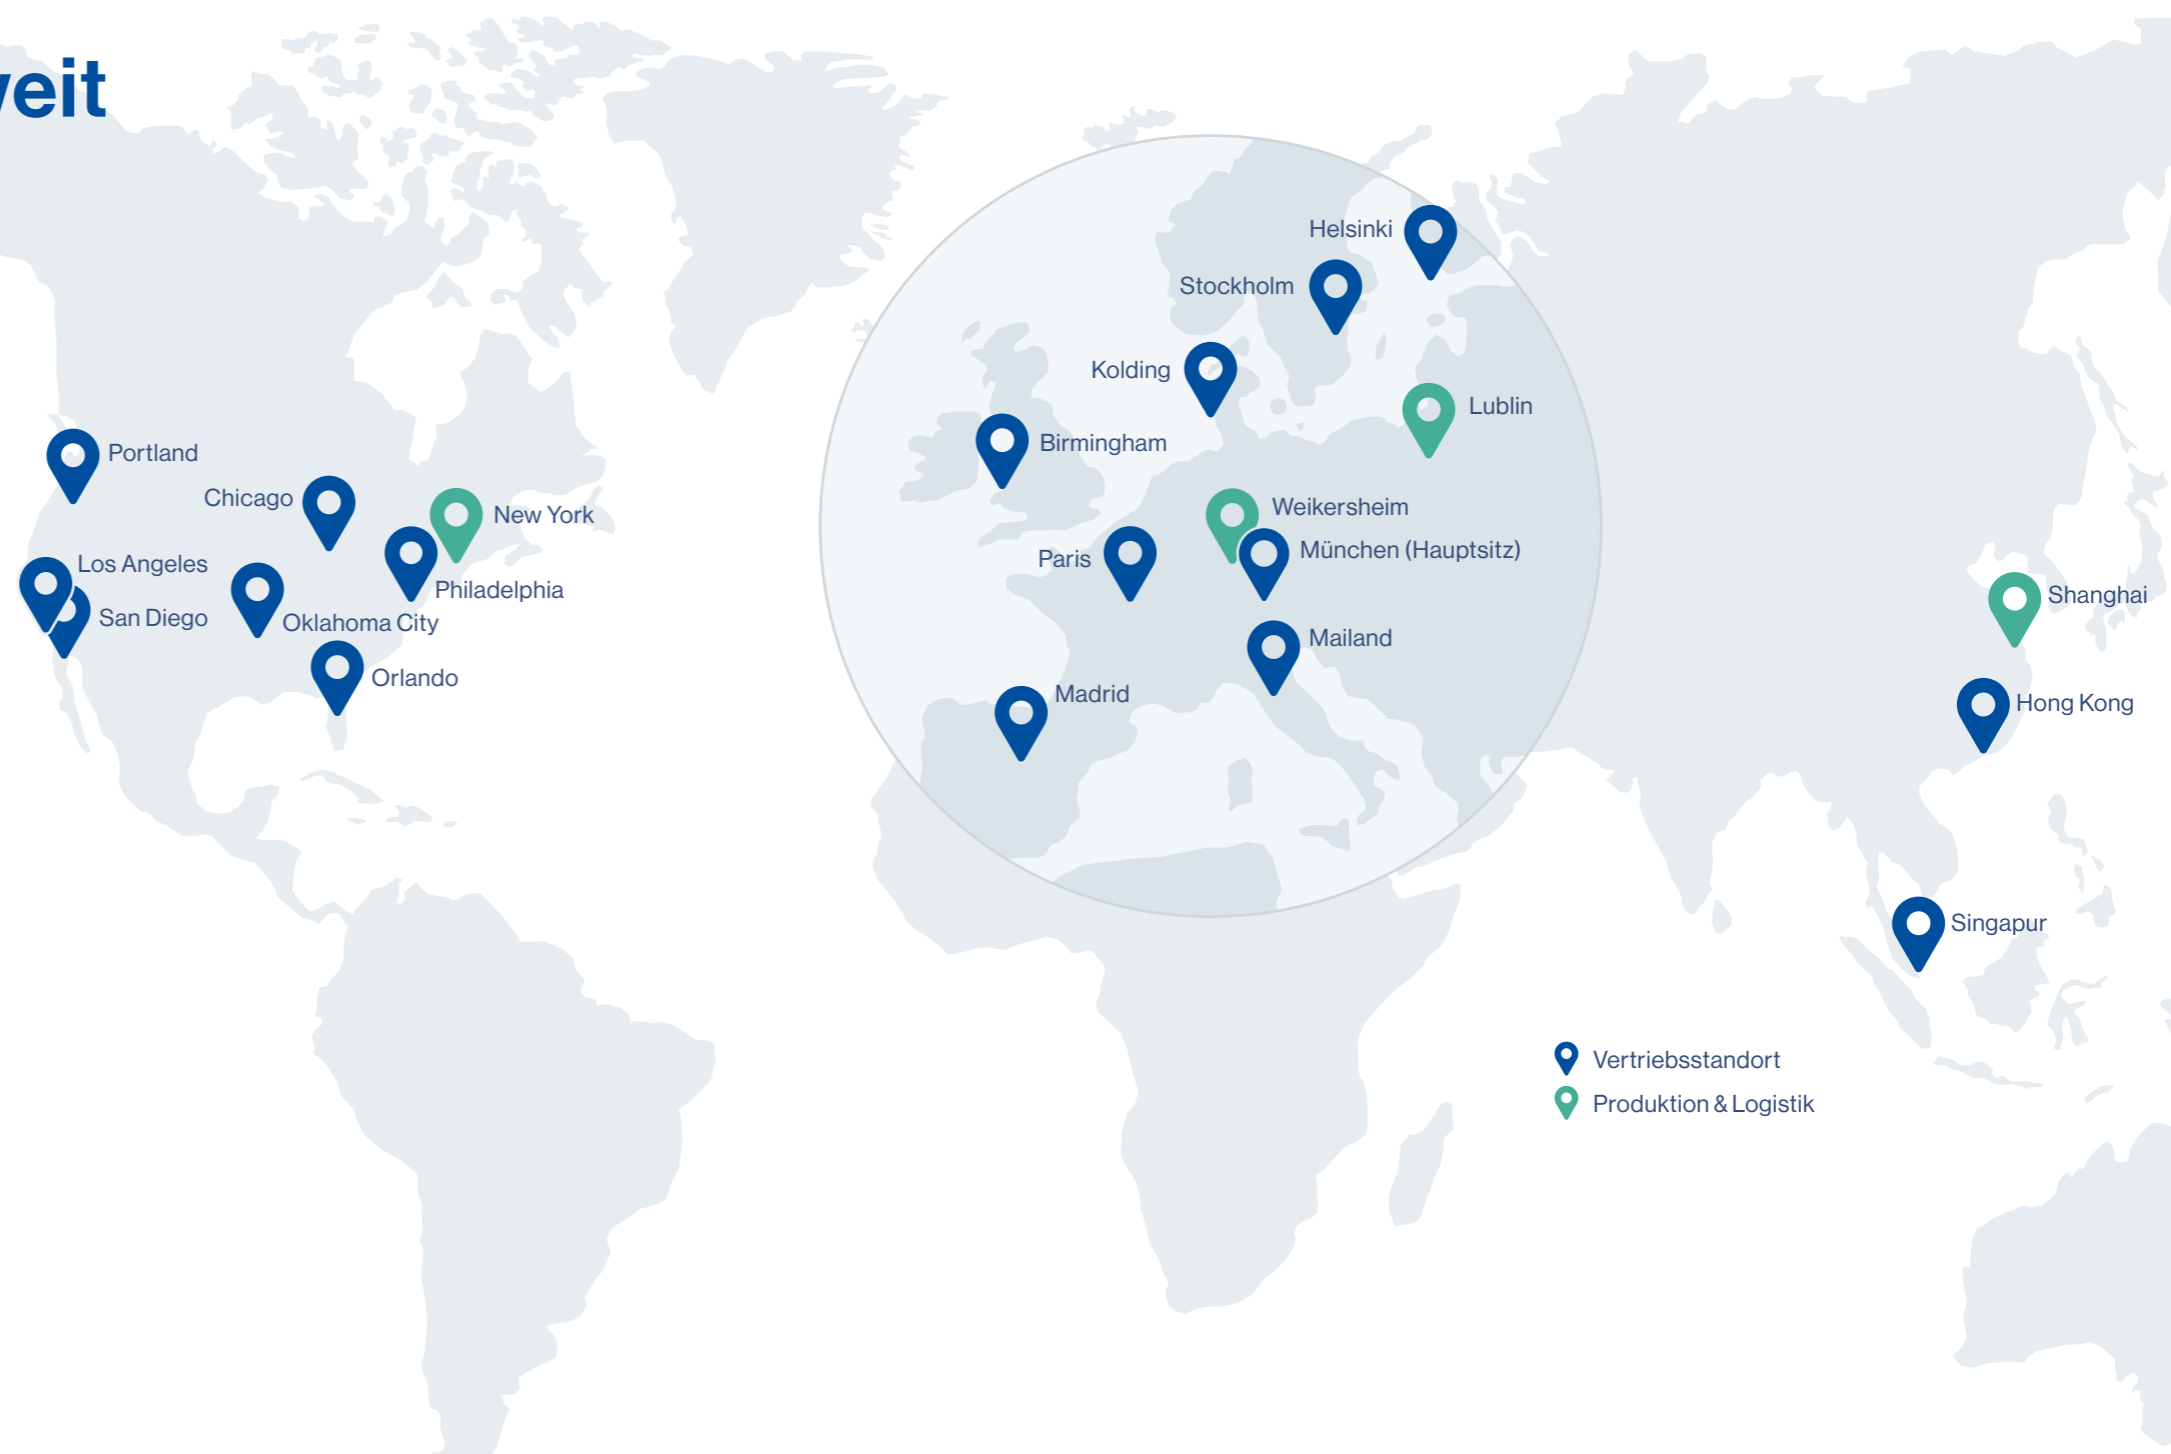 Helsinki
Stockholm
Kolding
Lublin
Birmingham
Portland
Chicago
New York
Weikersheim
München (Hauptsitz)
Paris
Los Angeles
Philadelphia
San Diego
Oklahoma City
Orlando
Mailand
Madrid
Shanghai
Hong Kong
Singapur
Vertriebsstandort
Produktion & Logistik